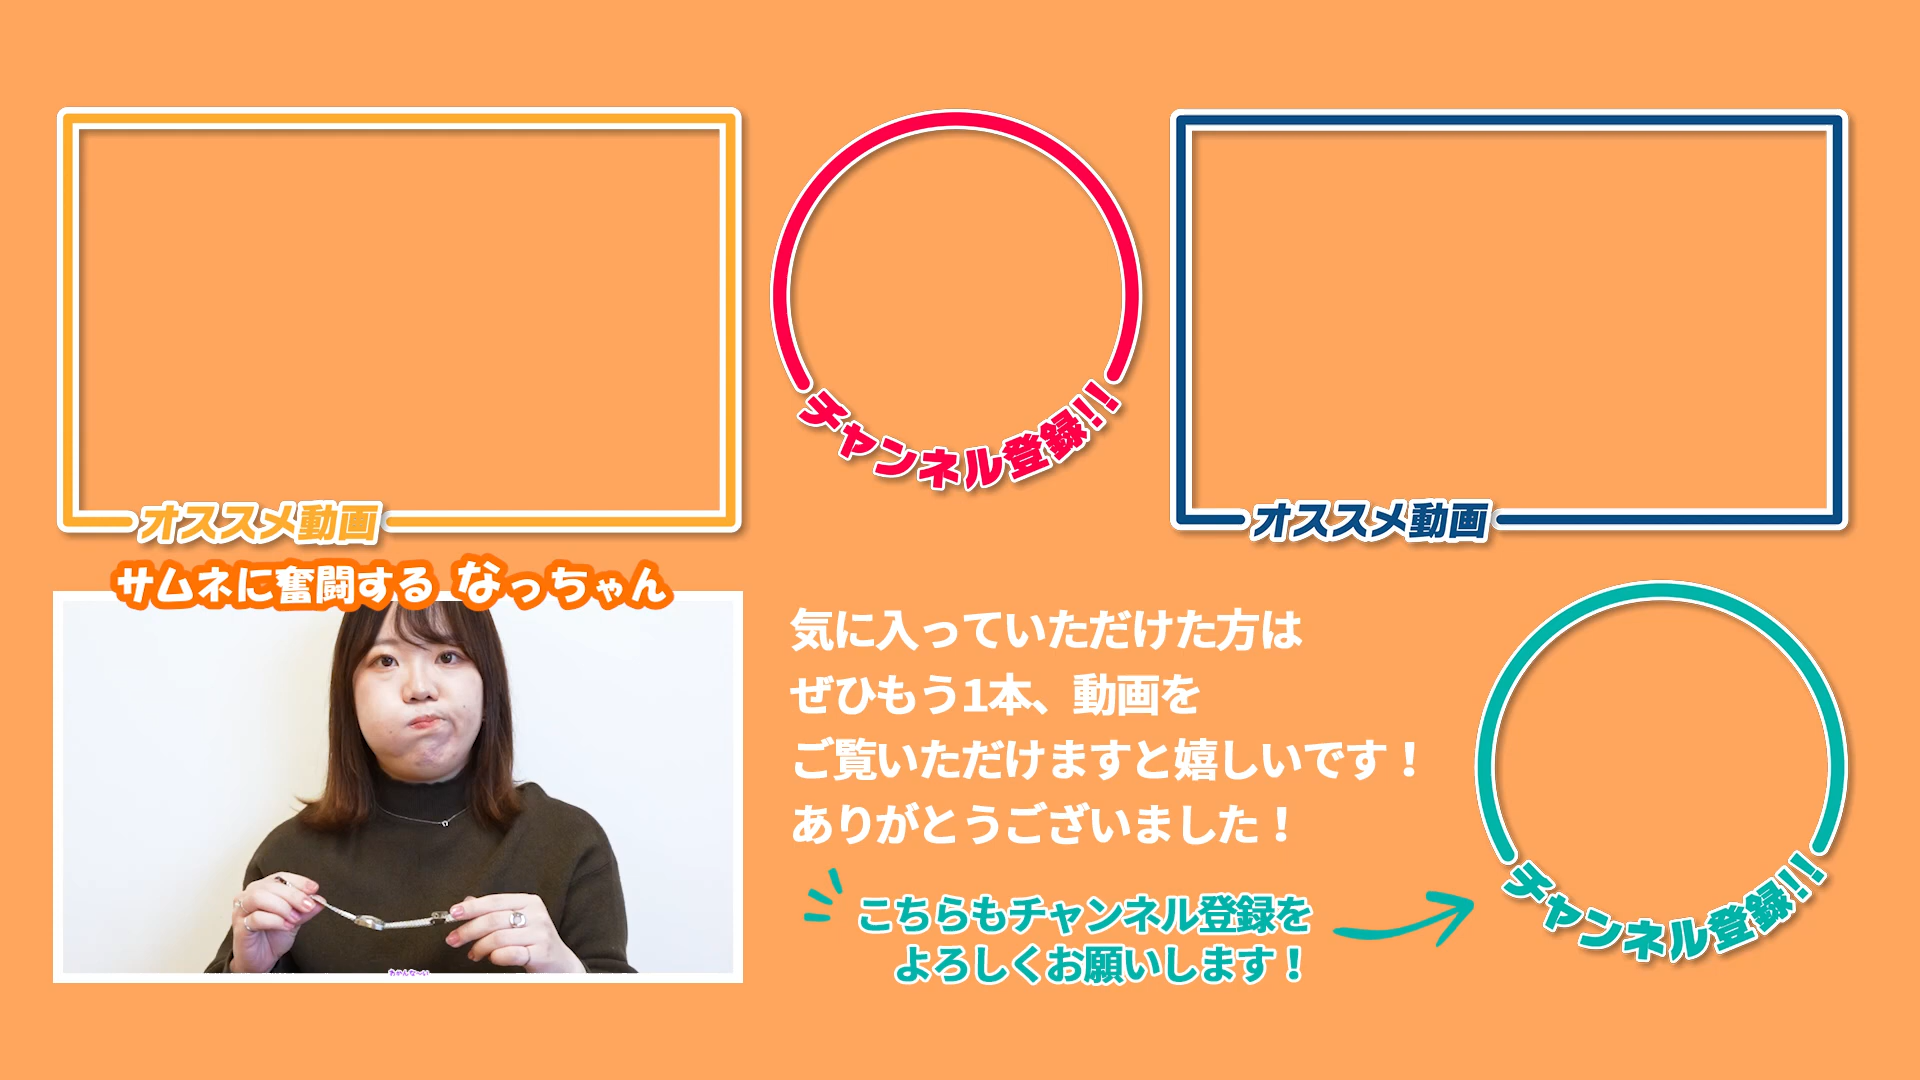 チャンネル登録!!
オススメ動画
オススメ動画
サムネに奮闘する なっちゃん
気に入っていただけた方は
ぜひもう1本、動画を
ご覧いただけますと嬉しいです！
ありがとうございました！
こちらもチャンネル登録を
よろしくお願いします！
チャンネル登録!!